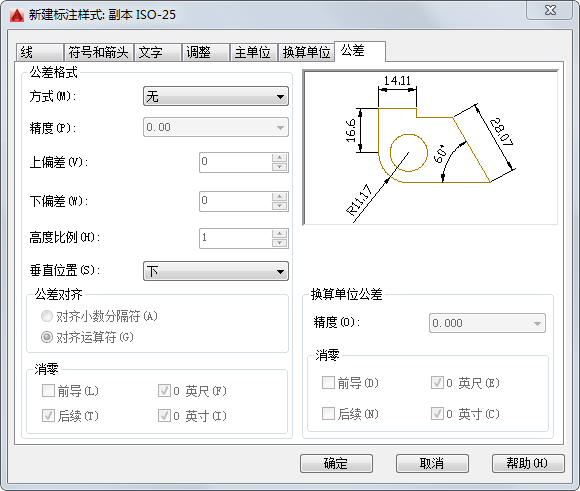 新建标注样式: 副本 ISO-25
线 符号和箭头 文字 调整 主单位 换算单位 公差
公差格式
方式(M): 无
精度(P): 0.00
上偏差(V): 0
下偏差(W): 0
高度比例(H): 1
垂直位置(S): 下
公差对齐
对齐小数分隔符(A)
对齐运算符(G)
消零
前导(L) 0 英尺(F)
后续(T) 0 英寸(I)
14.11
16.6
28.07
60°
R11.17
换算单位公差
精度(O): 0.000
消零
前导(D) 0 英尺(E)
后续(N) 0 英寸(C)
确定 取消 帮助(H)